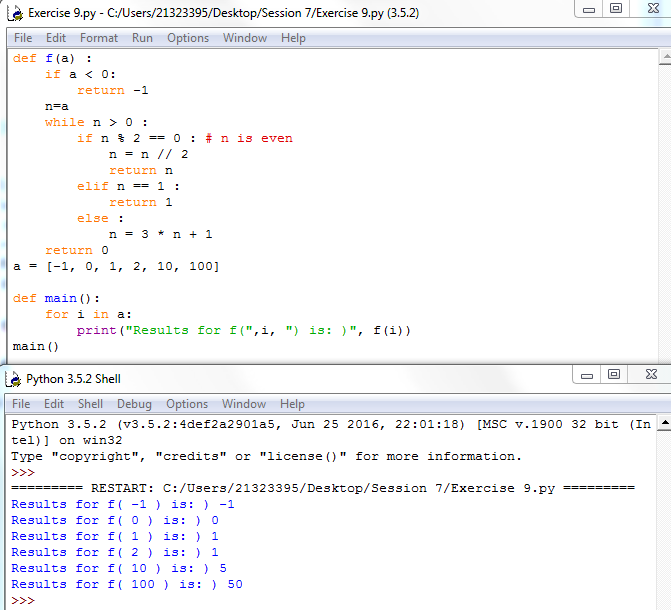 Exercise 9.py - C:/Users/21323395/Desktop/Session 7/Exercise 9.py (3.5.2)
File Edit Format Run Options Window Help
def f(a) :
    if a < 0:
        return -1
    n=a
    while n > 0 :
        if n % 2 == 0 : # n is even
            n = n // 2
            return n
        elif n == 1 :
            return 1
        else :
            n = 3 * n + 1
    return 0
a = [-1, 0, 1, 2, 10, 100]
def main():
    for i in a:
        print("Results for f(",i, ") is: )", f(i))
main()
Python 3.5.2 Shell
File Edit Shell Debug Options Window Help
Python 3.5.2 (v3.5.2:4def2a2901a5, Jun 25 2016, 22:01:18) [MSC v.1900 32 bit (In
tel)] on win32
Type "copyright", "credits" or "license()" for more information.
>>>
========= RESTART: C:/Users/21323395/Desktop/Session 7/Exercise 9.py =========
Results for f( -1 ) is: ) -1
Results for f( 0 ) is: ) 0
Results for f( 1 ) is: ) 1
Results for f( 2 ) is: ) 1
Results for f( 10 ) is: ) 5
Results for f( 100 ) is: ) 50
>>>